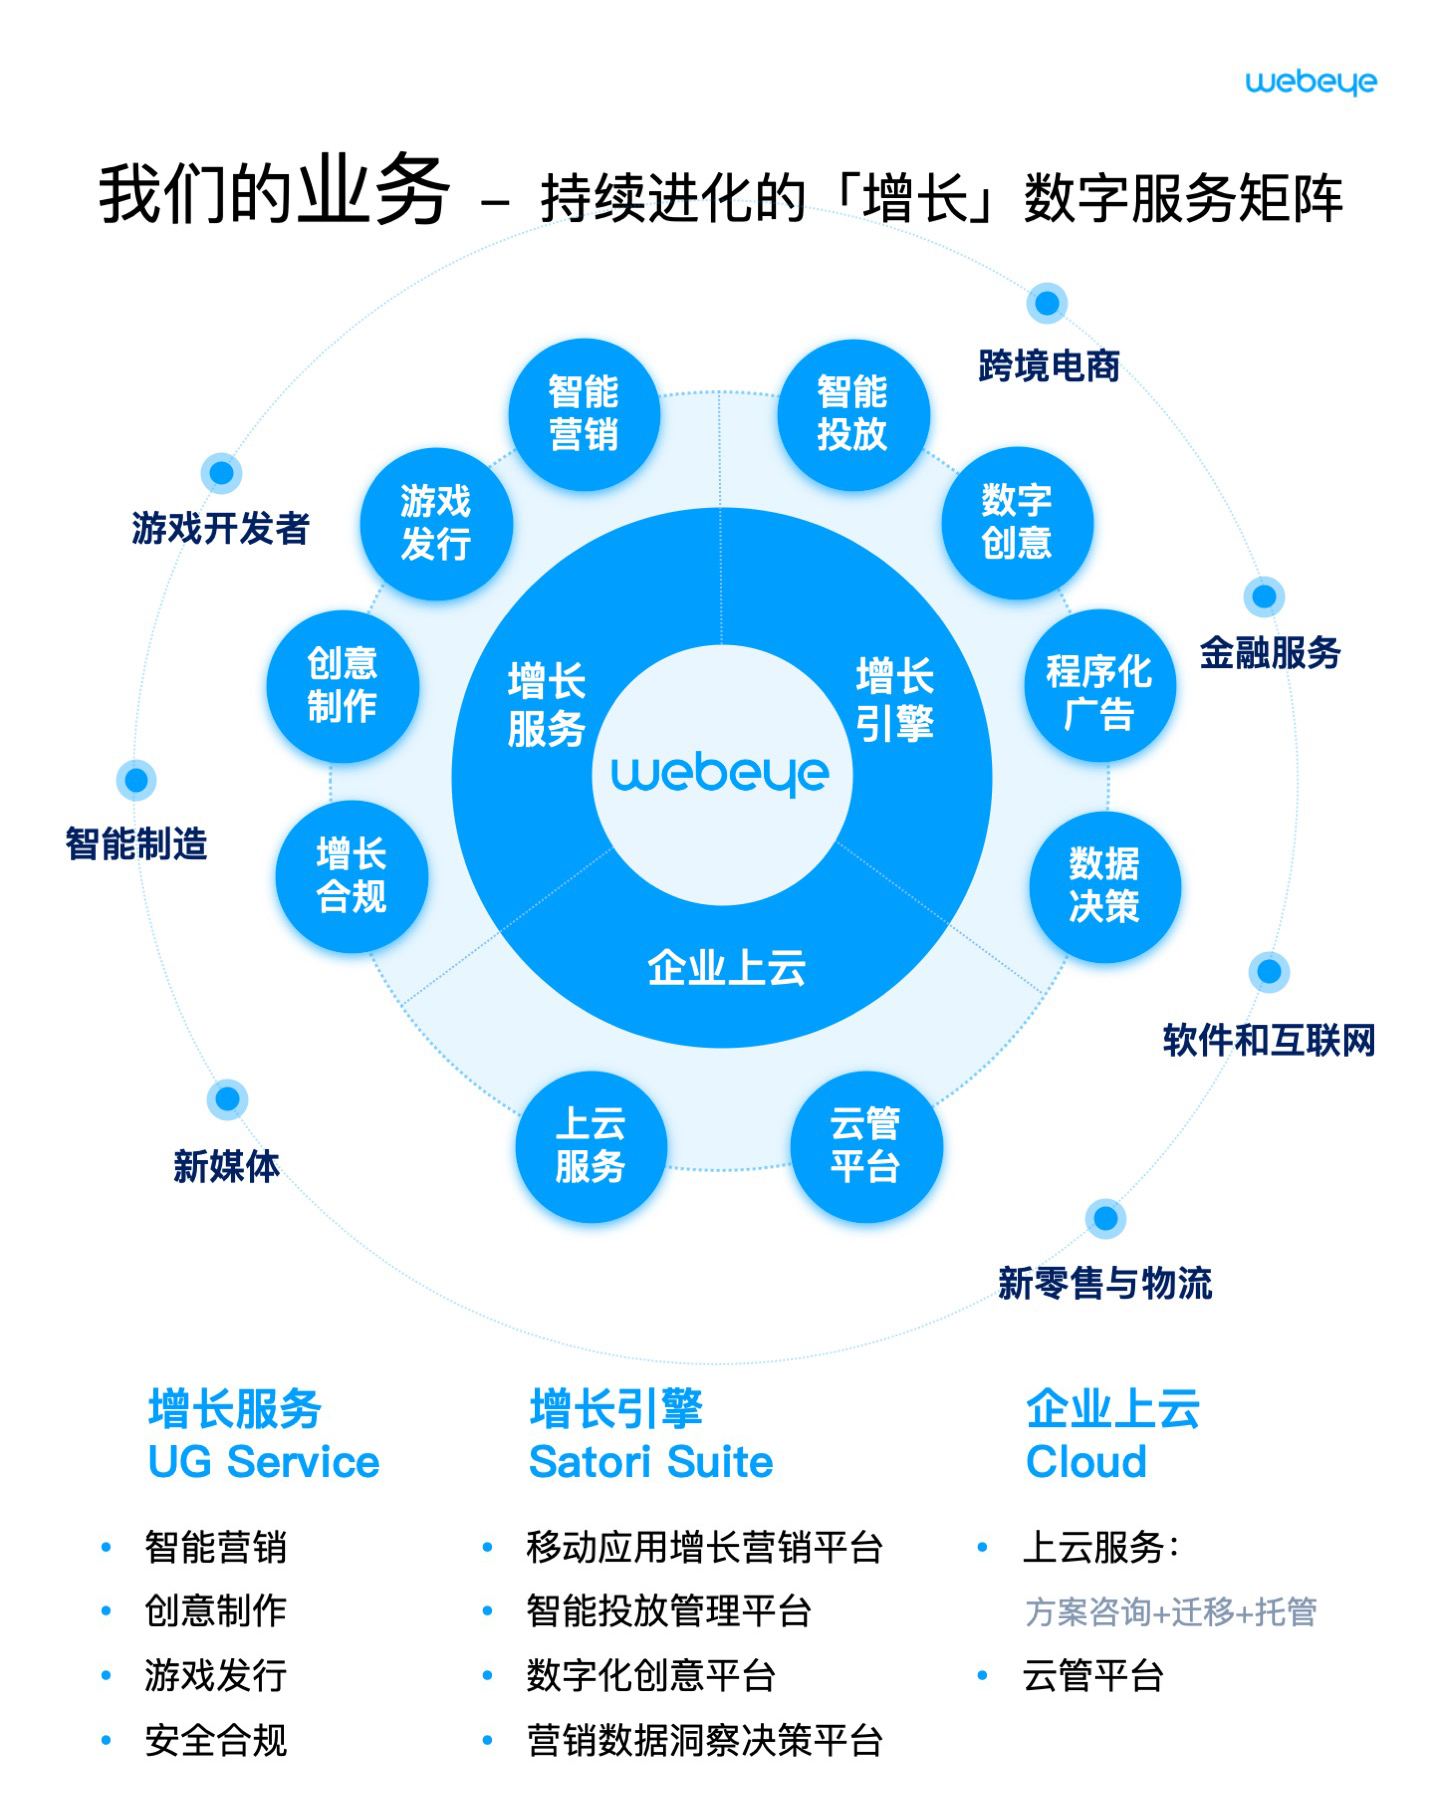 webeye
我们的业务 – 持续进化的「增长」数字服务矩阵
跨境电商
智能
营销
智能
投放
游戏开发者
游戏
发行
数字
创意
金融服务
创意
制作
程序化
广告
增长
服务
增长
引擎
webeye
智能制造
增长
合规
数据
决策
企业上云
软件和互联网
新媒体
上云
服务
云管
平台
新零售与物流
增长服务
UG Service
• 智能营销
• 创意制作
• 游戏发行
• 安全合规
增长引擎
Satori Suite
• 移动应用增长营销平台
• 智能投放管理平台
• 数字化创意平台
• 营销数据洞察决策平台
企业上云
Cloud
• 上云服务：
方案咨询+迁移+托管
• 云管平台